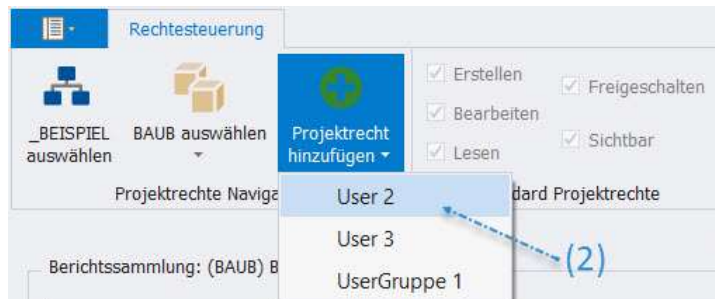 Rechtesteuerung
_BEISPIEL
auswählen
BAUB auswählen
Projektrecht
hinzufügen
Erstellen
Bearbeiten
Lesen
Freigeschalten
Sichtbar
Projektrechte Naviga
dard Projektrechte
User 2
User 3
UserGruppe 1
(2)
Berichtssammlung: (BAUB) B